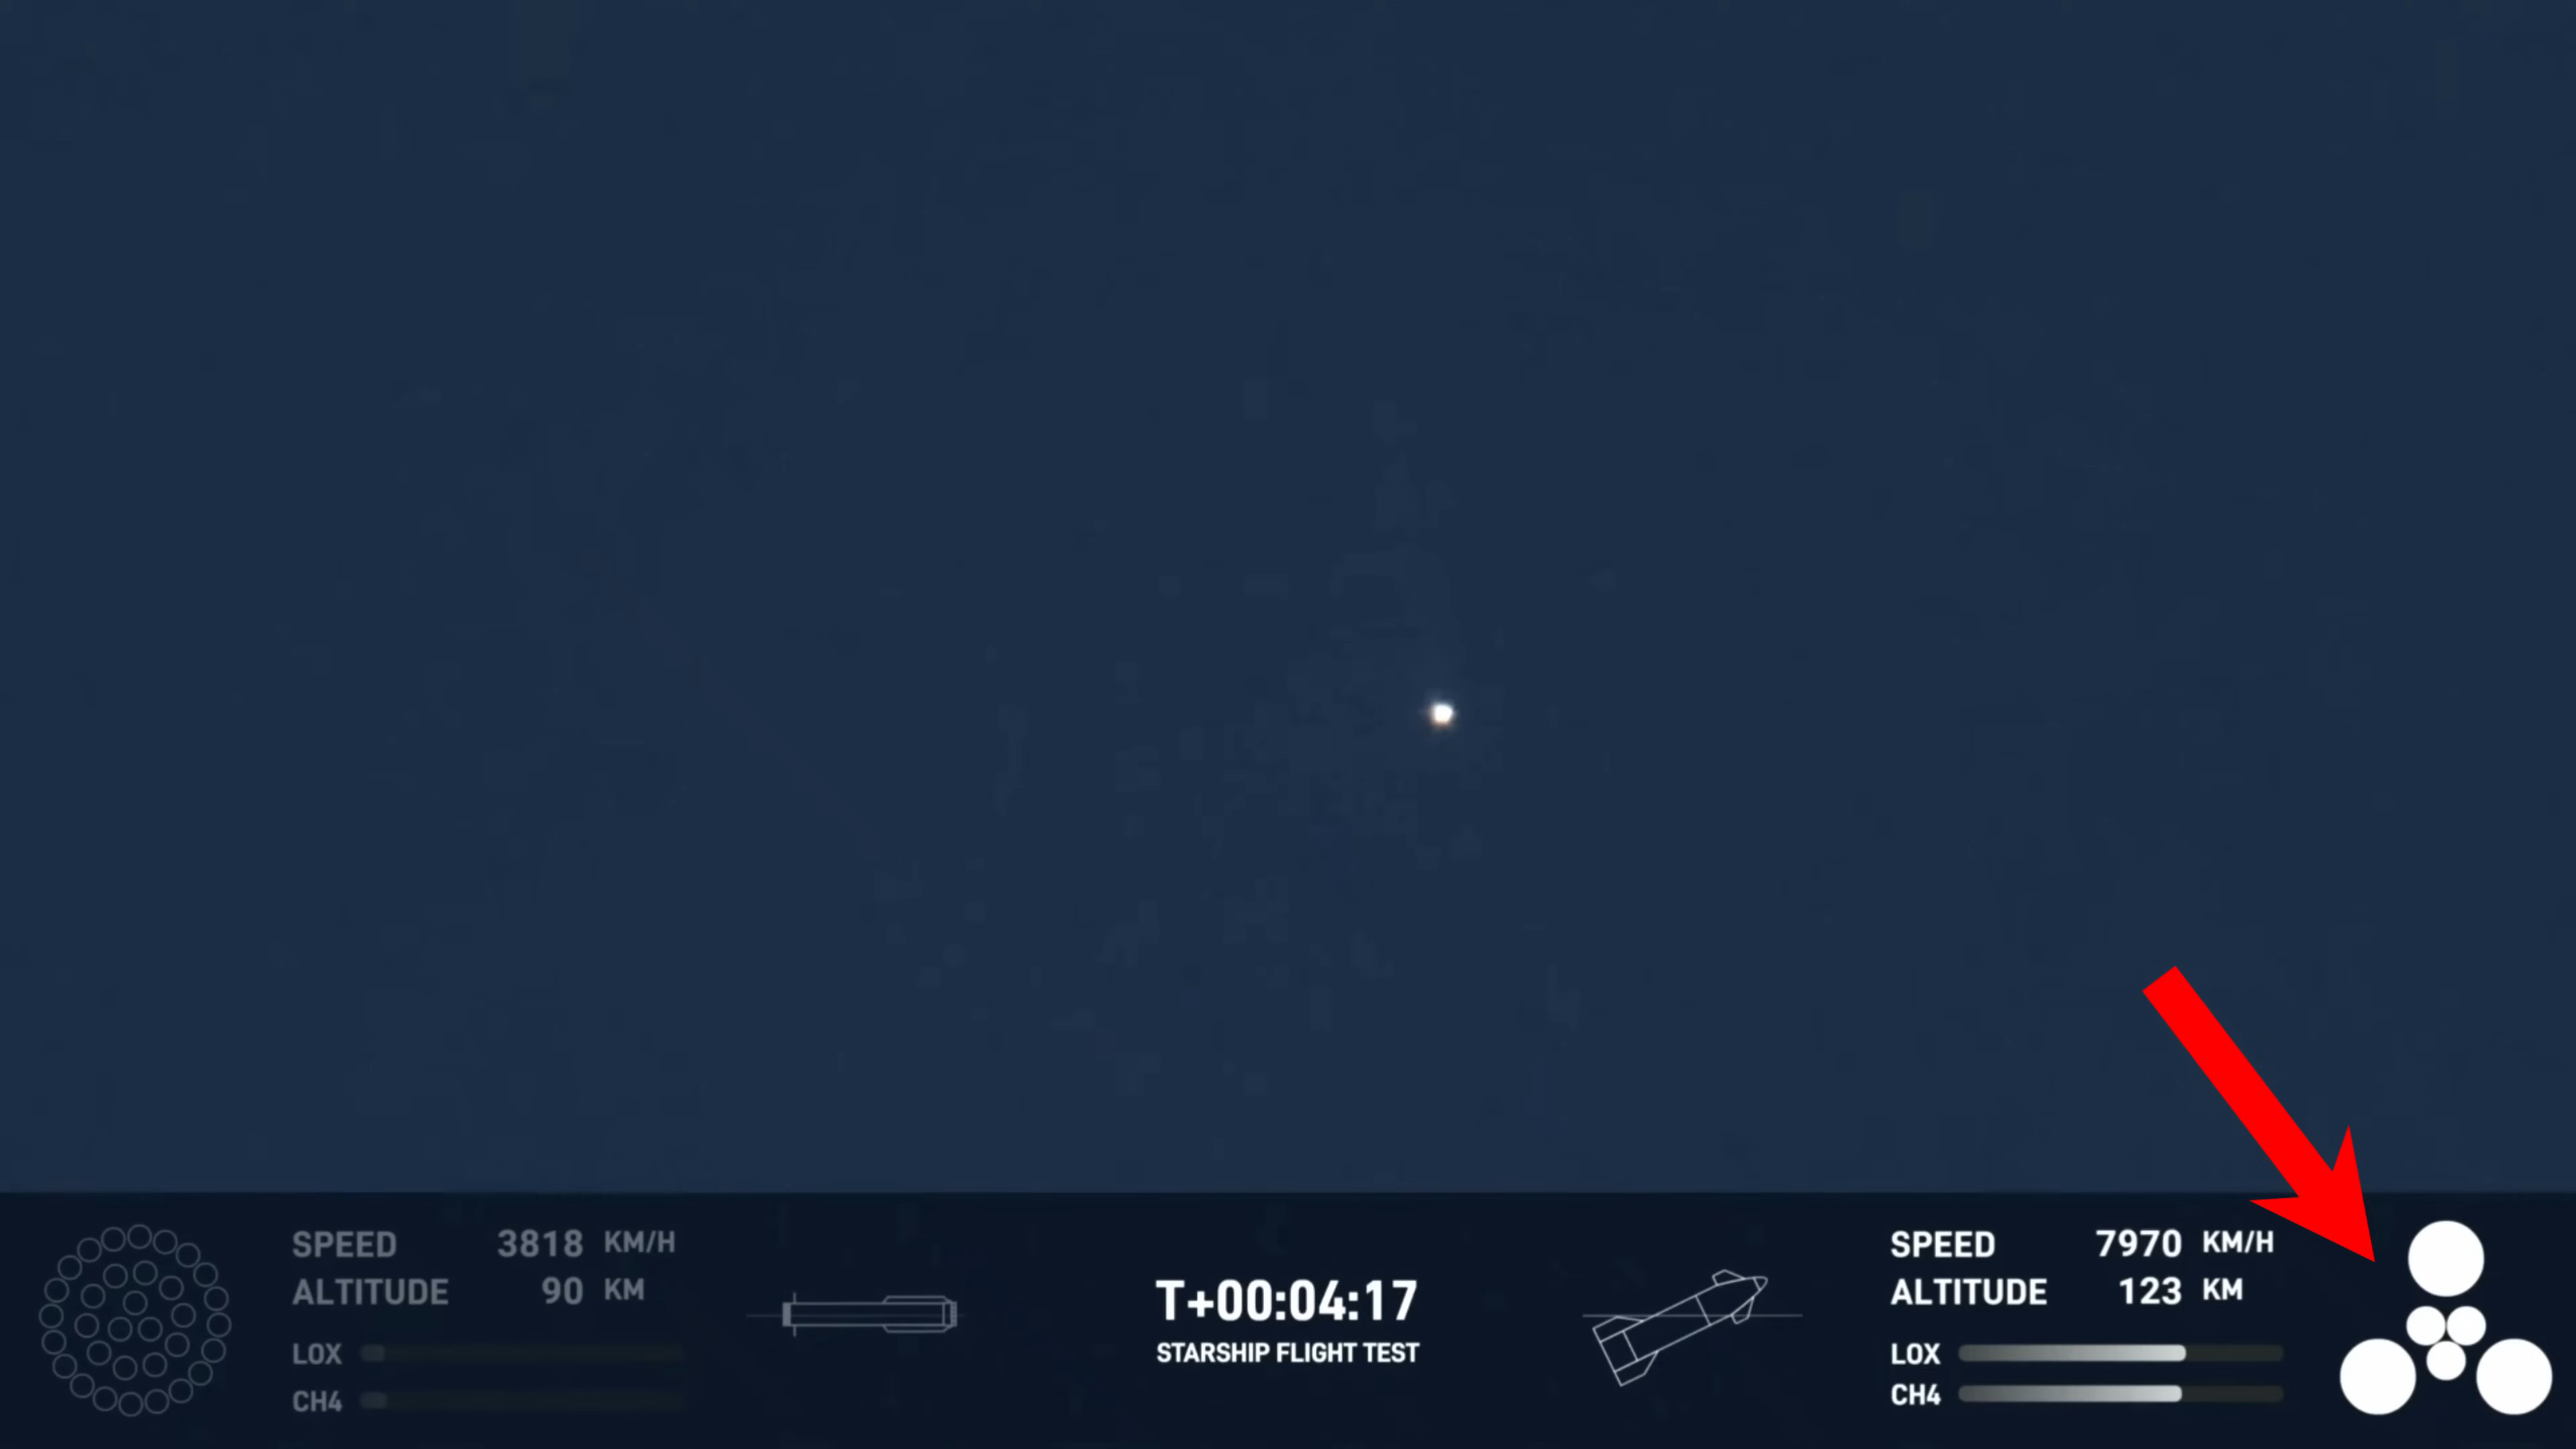 SPEED 3818 KM/H
ALTITUDE 90 KM
LOX
CH4
T+00:04:17
STARSHIP FLIGHT TEST
SPEED 7970 KM/H
ALTITUDE 123 KM
LOX
CH4